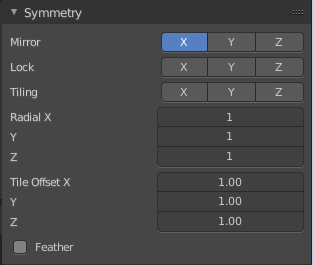 Symmetry
Mirror X Y Z
Lock X Y Z
Tiling X Y Z
Radial X 1
Y 1
Z 1
Tile Offset X 1.00
Y 1.00
Z 1.00
Feather